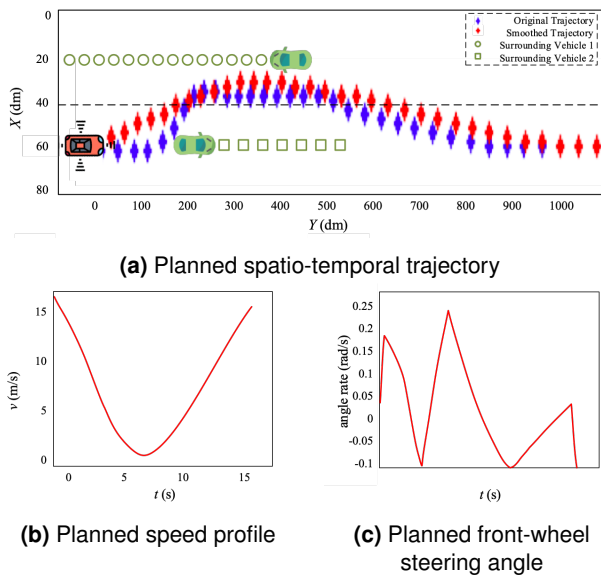 Original Trajectory
Smoothed Trajectory
Surrounding Vehicle 1
Surrounding Vehicle 2
0
20
40
60
80
X (dm)
0 100 200 300 400 500 600 700 800 900 1000
Y (dm)
(a) Planned spatio-temporal trajectory
15
10
5
0
v (m/s)
0 5 10 15
t (s)
(b) Planned speed profile
0.25
0.2
0.15
0.1
0.05
0
-0.05
-0.1
angle rate (rad/s)
t (s)
(c) Planned front-wheel
steering angle